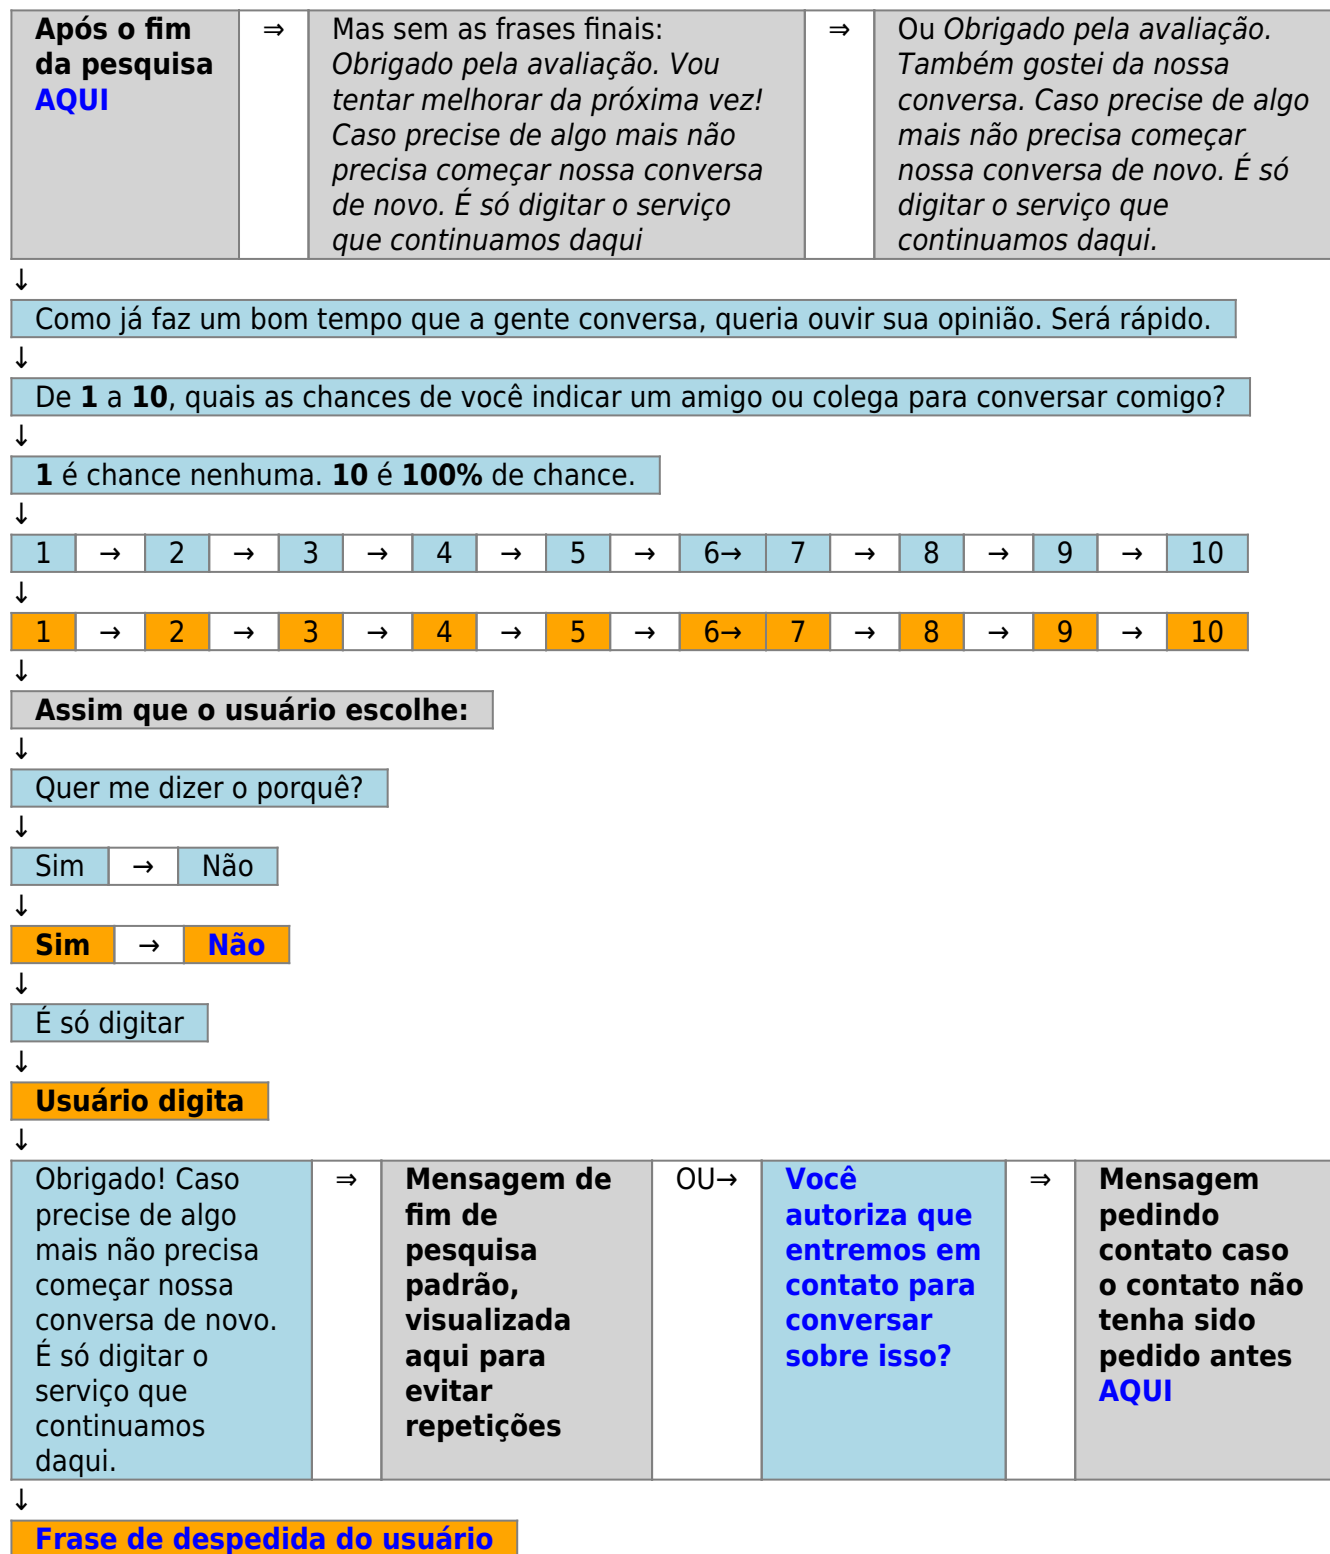 Após o fim da pesquisa AQUI
⇒
Mas sem as frases finais: Obrigado pela avaliação. Vou tentar melhorar da próxima vez! Caso precise de algo mais não precisa começar nossa conversa de novo. É só digitar o serviço que continuamos daqui
⇒
Ou Obrigado pela avaliação. Também gostei da nossa conversa. Caso precise de algo mais não precisa começar nossa conversa de novo. É só digitar o serviço que continuamos daqui.
↓
Como já faz um bom tempo que a gente conversa, queria ouvir sua opinião. Será rápido.
↓
De 1 a 10, quais as chances de você indicar um amigo ou colega para conversar comigo?
↓
1 é chance nenhuma. 10 é 100% de chance.
↓
1 → 2 → 3 → 4 → 5 → 6→ 7 → 8 → 9 → 10
↓
1 → 2 → 3 → 4 → 5 → 6→ 7 → 8 → 9 → 10
↓
Assim que o usuário escolhe:
↓
Quer me dizer o porquê?
↓
Sim → Não
↓
Sim → Não
↓
É só digitar
↓
Usuário digita
↓
Obrigado! Caso precise de algo mais não precisa começar nossa conversa de novo. É só digitar o serviço que continuamos daqui.
⇒
Mensagem de fim de pesquisa padrão, visualizada aqui para evitar repetições
OU→
Você autoriza que entremos em contato para conversar sobre isso?
⇒
Mensagem pedindo contato caso o contato não tenha sido pedido antes AQUI
↓
Frase de despedida do usuário